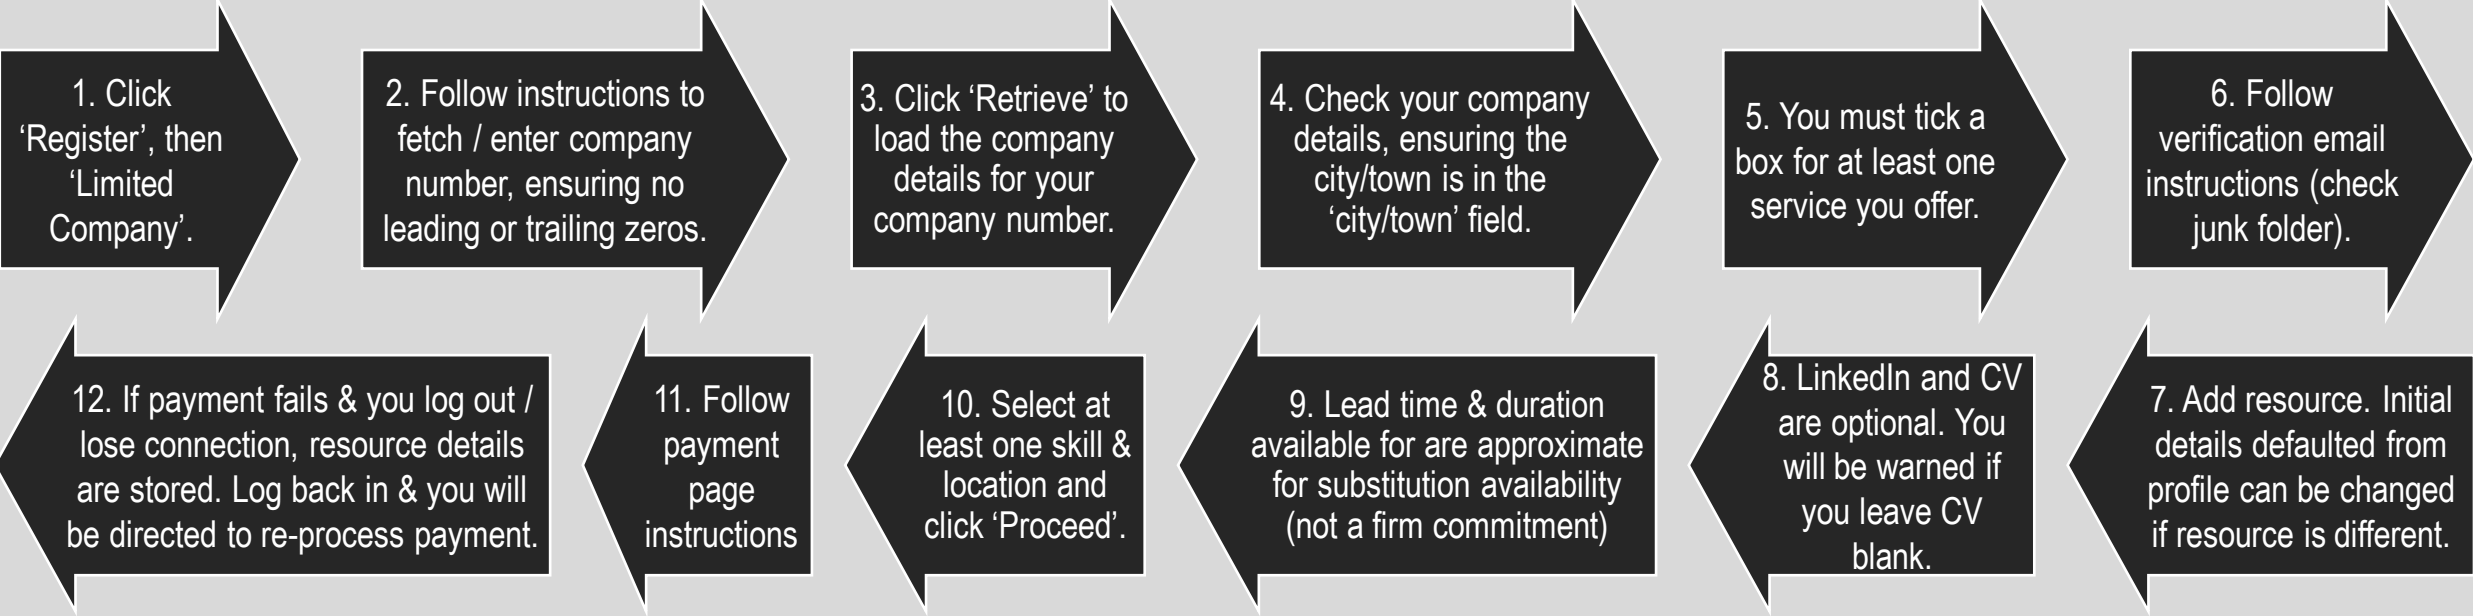 1. Click
‘Register’, then
‘Limited
Company’.
2. Follow instructions to
fetch / enter company
number, ensuring no
leading or trailing zeros.
3. Click ‘Retrieve’ to
load the company
details for your
company number.
4. Check your company
details, ensuring the
city/town is in the
‘city/town’ field.
5. You must tick a
box for at least one
service you offer.
6. Follow
verification email
instructions (check
junk folder).
7. Add resource. Initial
details defaulted from
profile can be changed
if resource is different.
8. LinkedIn and CV
are optional. You
will be warned if
you leave CV
blank.
9. Lead time & duration
available for are approximate
for substitution availability
(not a firm commitment)
10. Select at
least one skill &
location and
click ‘Proceed’.
11. Follow
payment
page
instructions
12. If payment fails & you log out /
lose connection, resource details
are stored. Log back in & you will
be directed to re-process payment.